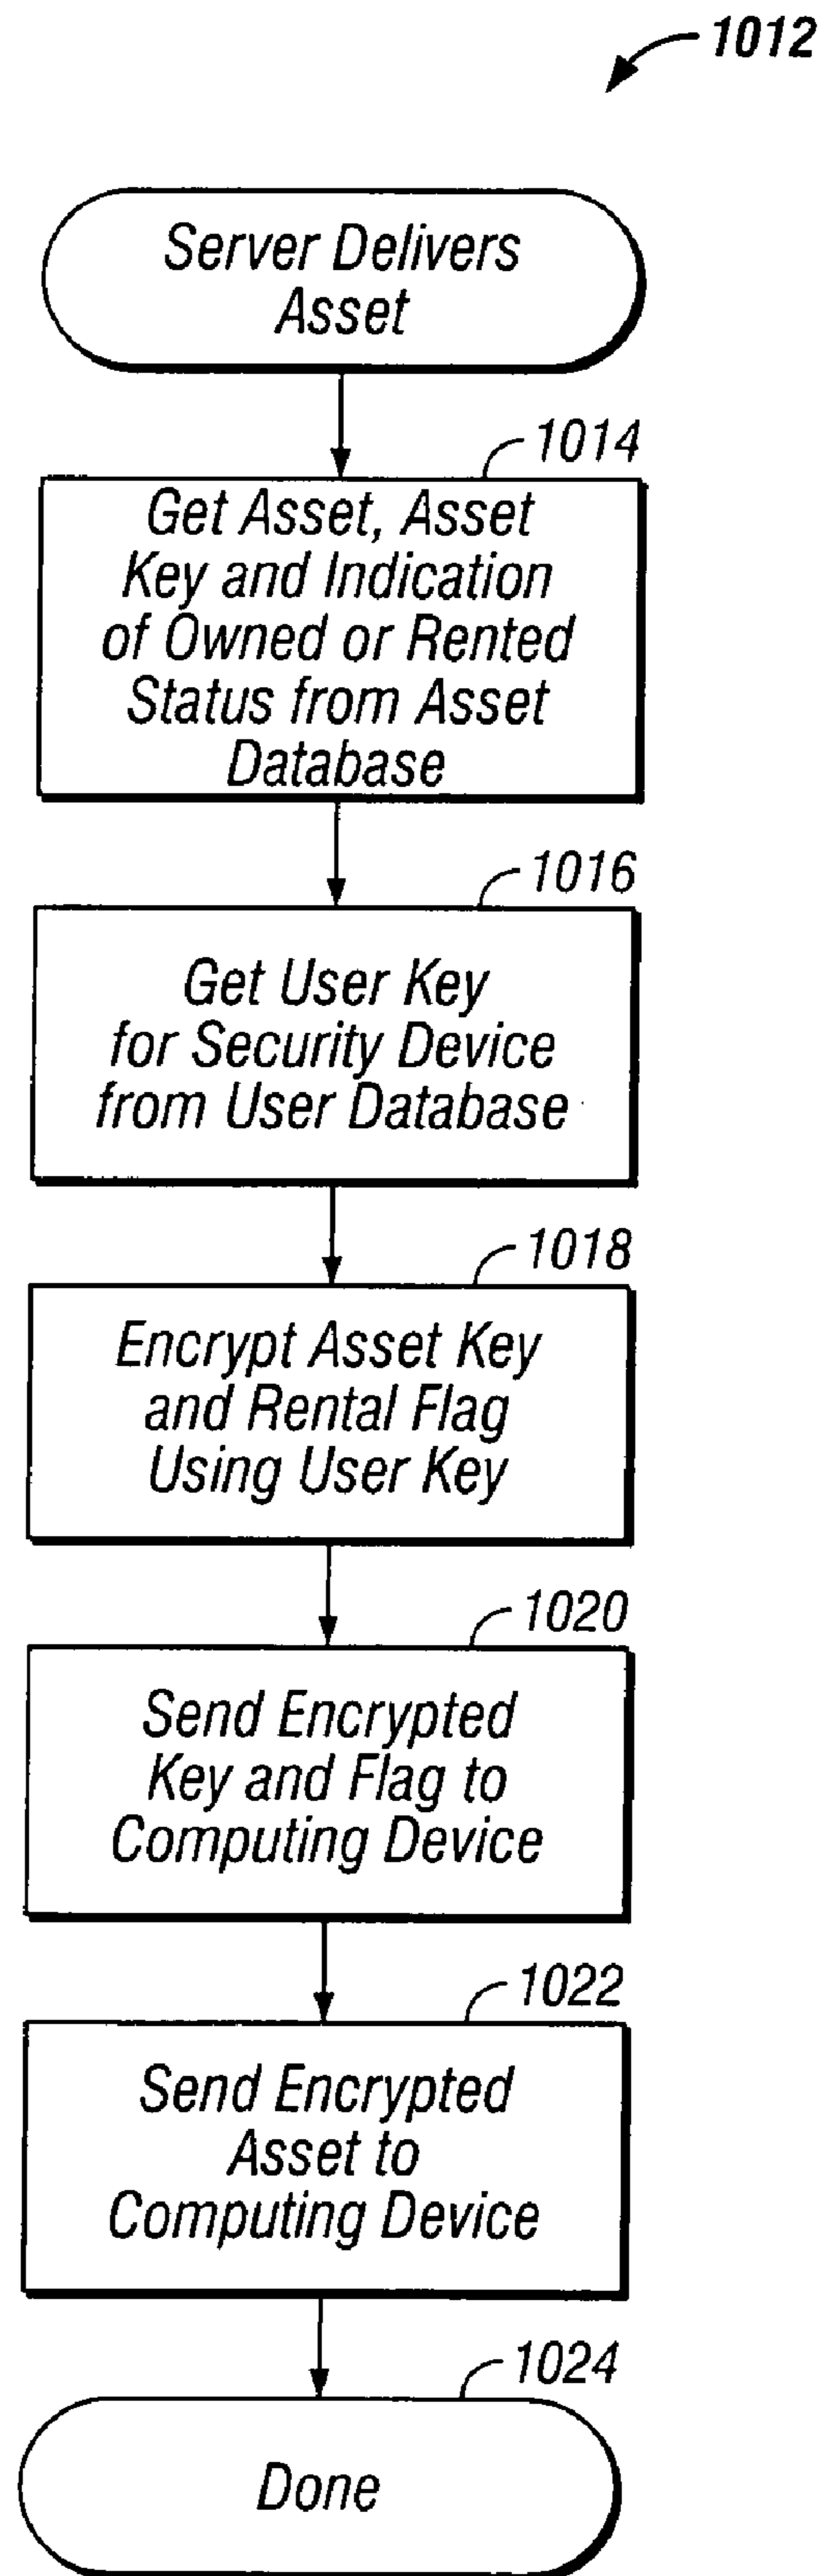 1012
Server Delivers
Asset
1014
Get Asset, Asset
Key and Indication
of Owned or Rented
Status from Asset
Database
1016
Get User Key
for Security Device
from User Database
1018
Encrypt Asset Key
and Rental Flag
Using User Key
1020
Send Encrypted
Key and Flag to
Computing Device
1022
Send Encrypted
Asset to
Computing Device
1024
Done